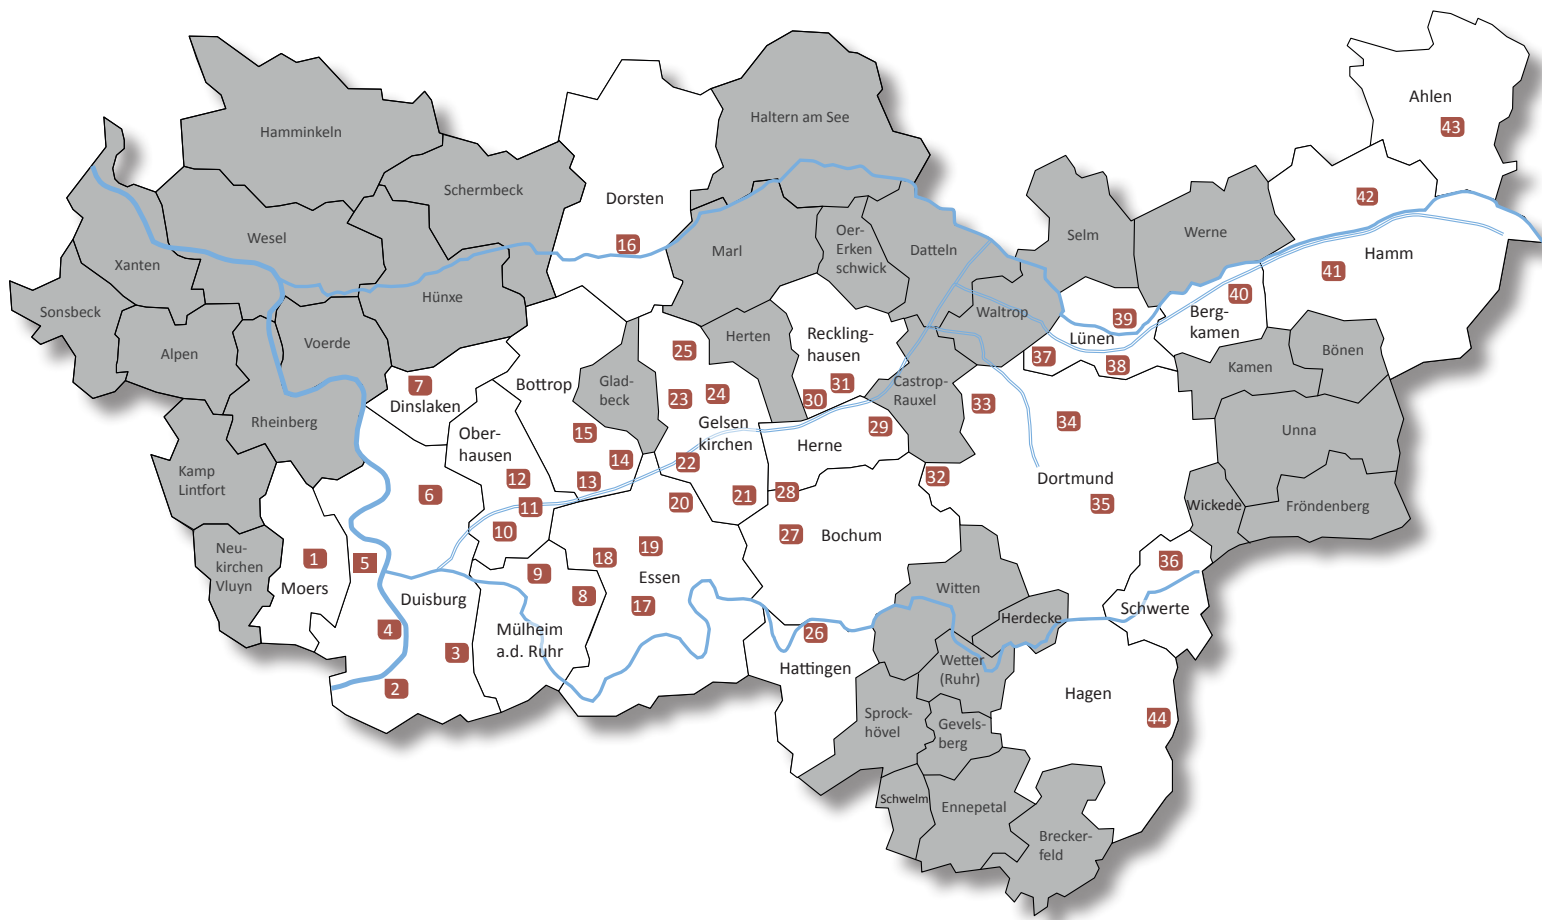 Ahlen
43
Hamminkeln
Haltern am See
Schermbeck
Dorsten
16
42
Wesel
Marl
Oer-
Erken
schwick
Datteln
Selm
Werne
Hamm
41
Xanten
Hünxe
Sonsbeck
Voerde
Alpen
Herten
Reckling-
hausen
31
30
Waltrop
39
Lünen
37
38
40
Berg-
kamen
Kamen
Bönen
7
Dinslaken
Bottrop
Glad-
beck
25
24
23
Gelsen
kirchen
Castrop-
Rauxel
33
34
Rheinberg
Ober-
hausen
15
14
13
12
11
10
22
21
20
Herne
29
28
32
Dortmund
35
Unna
Kamp
Lintfort
6
Wickede
Fröndenberg
Neu-
kirchen
Vluyn
1
Moers
5
Duisburg
4
3
2
9
8
Mülheim
a.d. Ruhr
18
19
Essen
17
27
Bochum
26
Hattingen
Witten
Herdecke
36
Schwerte
Wetter
(Ruhr)
Hagen
44
Sprock-
hövel
Gevels-
berg
Schwelm
Ennepetal
Brecker-
feld